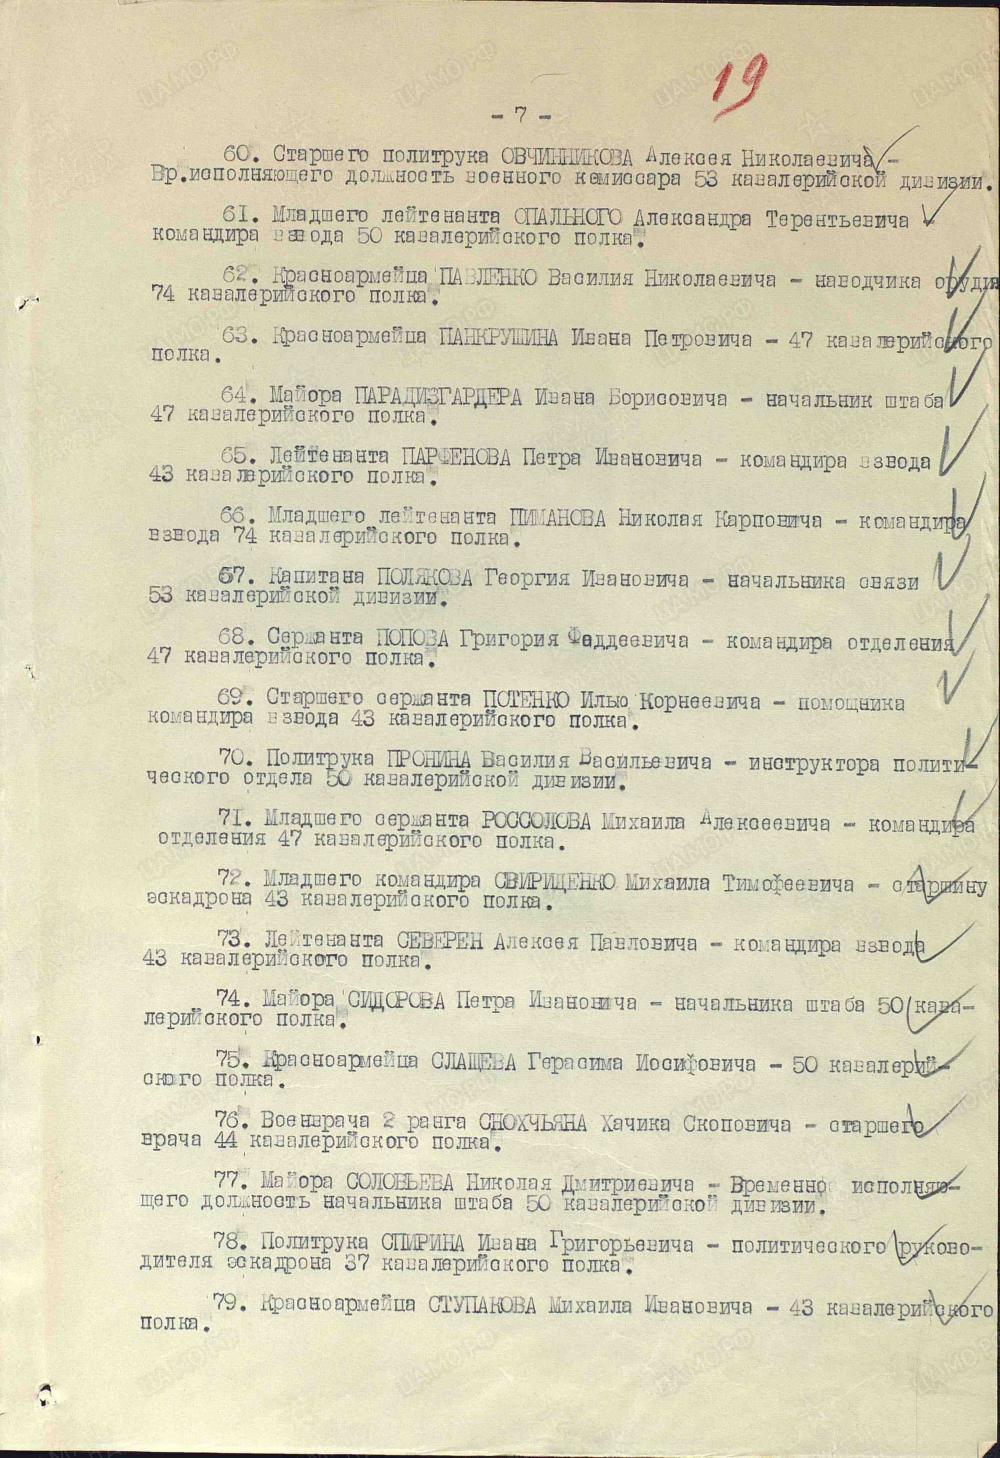 19
- 7 -
60. Старшего политрука ОВЧИННИКОВА Алексея Николаевича -
Вр.исполняющего должность военного комиссара 53 кавалерийской дивизии.
61. Младшего лейтенанта ОПАЛЬНОГО Александра Терентьевича -
командира взвода 50 кавалерийского полка.
62. Красноармейца ПАВЛЕНКО Василия Николаевича - наводчика орудия
74 кавалерийского полка.
63. Красноармейца ПАНКРУШИНА Ивана Петровича - 47 кавалерийского
полка.
64. Майора ПАРАДИЗГАРДЕРА Ивана Борисовича - начальник штаба
47 кавалерийского полка.
65. Лейтенанта ПАРФЕНОВА Петра Ивановича - командира взвода
43 кавалерийского полка.
66. Младшего лейтенанта ПИМАНОВА Николая Карповича - командира
взвода 74 кавалерийского полка.
67. Капитана ПОЛЯКОВА Георгия Ивановича - начальника связи
53 кавалерийской дивизии.
68. Сержанта ПОПОВА Григория Фаддеевича - командира отделения
47 кавалерийского полка.
69. Старшего сержанта ПОТЕНКО Илью Корнеевича - помощника
командира взвода 43 кавалерийского полка.
70. Политрука ПРОНИНА Василия Васильевича - инструктора полити-
ческого отдела 50 кавалерийской дивизии.
71. Младшего сержанта РОССОЛОВА Михаила Алексеевича - командира
отделения 47 кавалерийского полка.
72. Младшего командира СВИРИДЕНКО Михаила Тимофеевича - старшину
эскадрона 43 кавалерийского полка.
73. Лейтенанта СЕВЕРЕН Алексея Павловича - командира взвода
43 кавалерийского полка.
74. Майора СИДОРОВА Петра Ивановича - начальника штаба 50 кава-
лерийского полка.
75. Красноармейца СЛАЩЕВА Герасима Иосифовича - 50 кавалерий-
ского полка.
76. Военврача 2 ранга СНОХЧЬЯНА Хачика Скоповича - старшего
врача 44 кавалерийского полка.
77. Майора СОЛОВЬЕВА Николая Дмитриевича - Временно исполняю-
щего должность начальника штаба 50 кавалерийской дивизии.
78. Политрука СПИРИНА Ивана Григорьевича - политического руково-
дителя эскадрона 37 кавалерийского полка.
79. Красноармейца СТУПАКОВА Михаила Ивановича - 43 кавалерийского
полка.